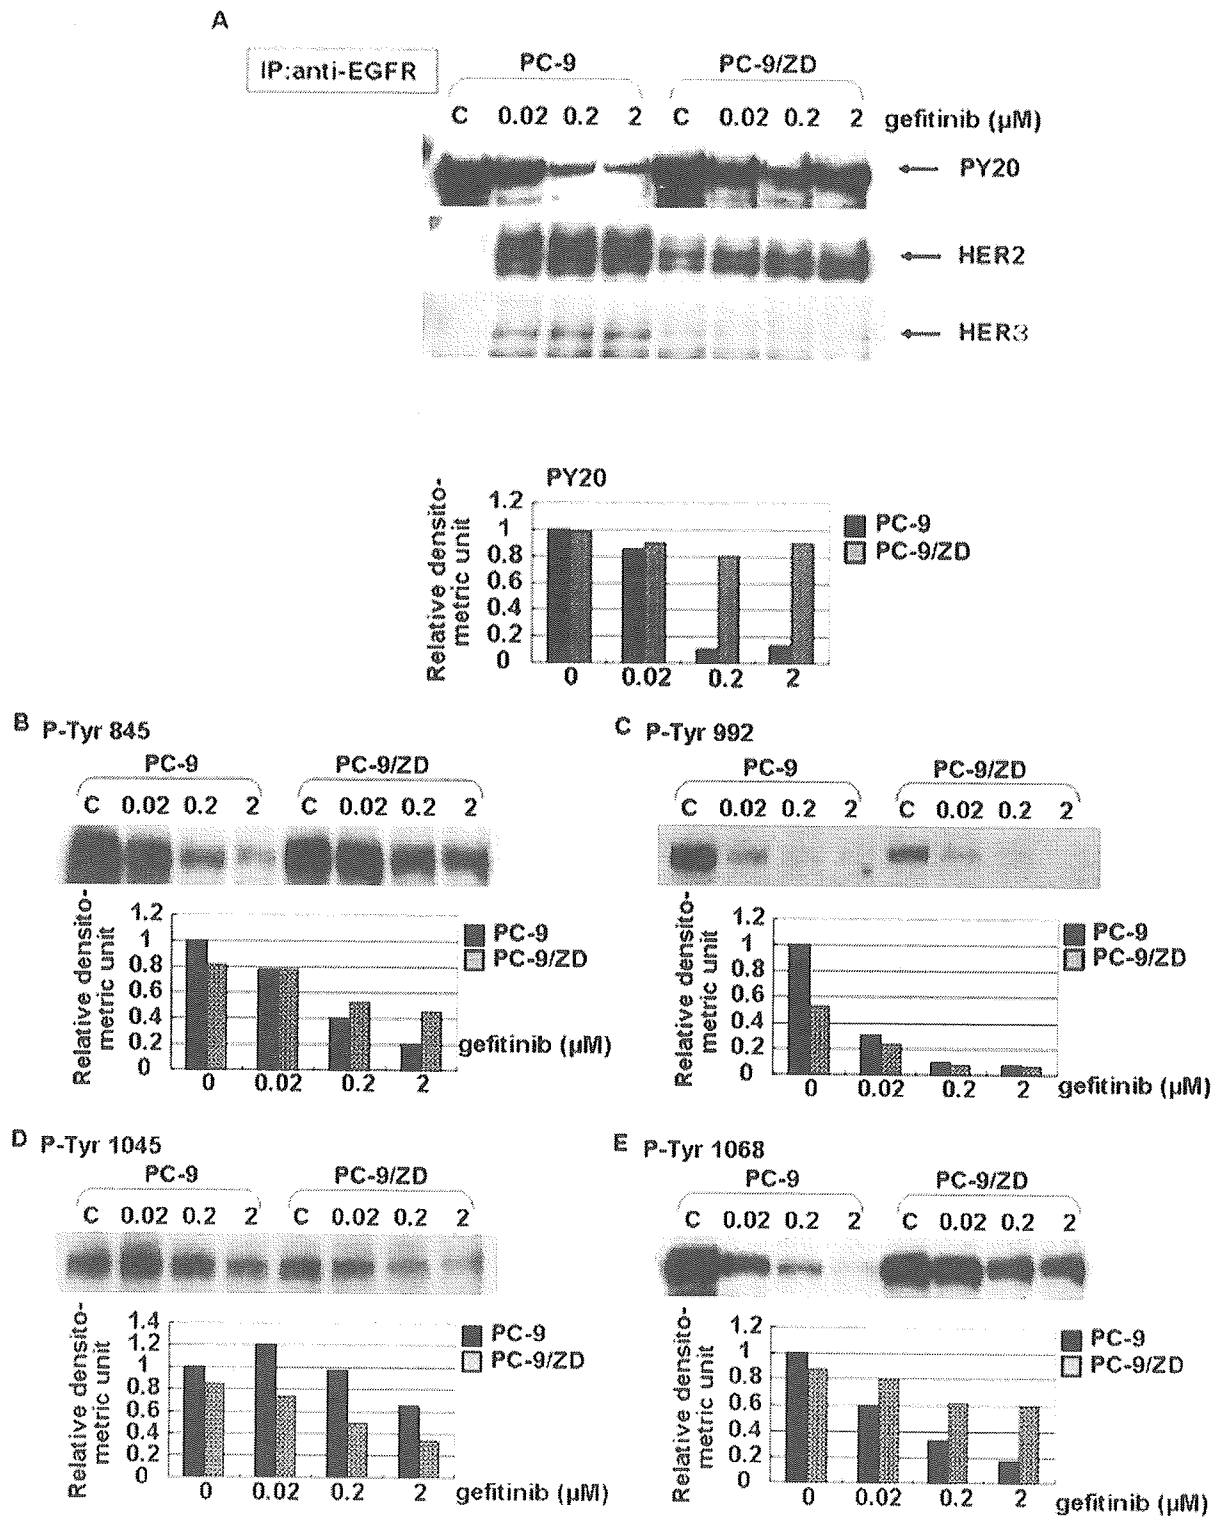 A
IP:anti-EGFR
PC-9 PC-9/ZD
C 0.02 0.2 2 C 0.02 0.2 2 gefitinib (µM)
PY20
HER2
HER3
Relative densito-
metric unit
PY20
1.2
1
0.8
0.6
0.4
0.2
0
0 0.02 0.2 2
PC-9
PC-9/ZD
B P-Tyr 845
PC-9 PC-9/ZD
C 0.02 0.2 2 C 0.02 0.2 2
Relative densito-
metric unit
1.2
1
0.8
0.6
0.4
0.2
0
0 0.02 0.2 2
PC-9
PC-9/ZD
gefitinib (µM)
C P-Tyr 992
PC-9 PC-9/ZD
C 0.02 0.2 2 C 0.02 0.2 2
Relative densito-
metric unit
1.2
1
0.8
0.6
0.4
0.2
0
0 0.02 0.2 2
PC-9
PC-9/ZD
gefitinib (µM)
D P-Tyr 1045
PC-9 PC-9/ZD
C 0.02 0.2 2 C 0.02 0.2 2
Relative densito-
metric unit
1.4
1.2
1
0.8
0.6
0.4
0.2
0
0 0.02 0.2 2
PC-9
PC-9/ZD
gefitinib (µM)
E P-Tyr 1068
PC-9 PC-9/ZD
C 0.02 0.2 2 C 0.02 0.2 2
Relative densito-
metric unit
1.2
1
0.8
0.6
0.4
0.2
0
0 0.02 0.2 2
PC-9
PC-9/ZD
gefitinib (µM)